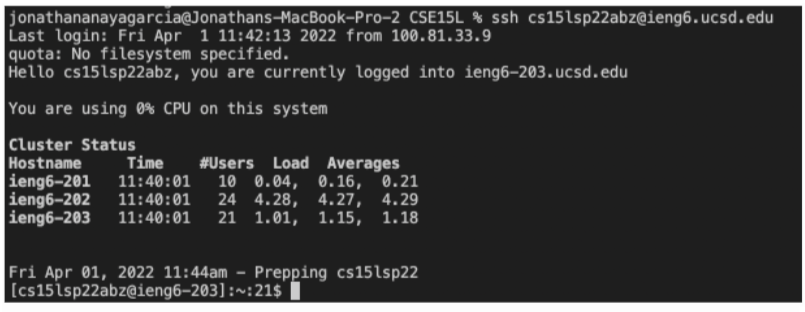 jonathananayagarcia@Jonathans-MacBook-Pro-2 CSE15L % ssh cs15lsp22abz@ieng6.ucsd.edu
Last login: Fri Apr  1 11:42:13 2022 from 100.81.33.9
quota: No filesystem specified.
Hello cs15lsp22abz, you are currently logged into ieng6-203.ucsd.edu
You are using 0% CPU on this system
Cluster Status
Hostname     Time    #Users  Load  Averages
ieng6-201   11:40:01   10  0.04,  0.16,  0.21
ieng6-202   11:40:01   24  4.28,  4.27,  4.29
ieng6-203   11:40:01   21  1.01,  1.15,  1.18
Fri Apr 01, 2022 11:44am - Prepping cs15lsp22
[cs15lsp22abz@ieng6-203]:~:21$